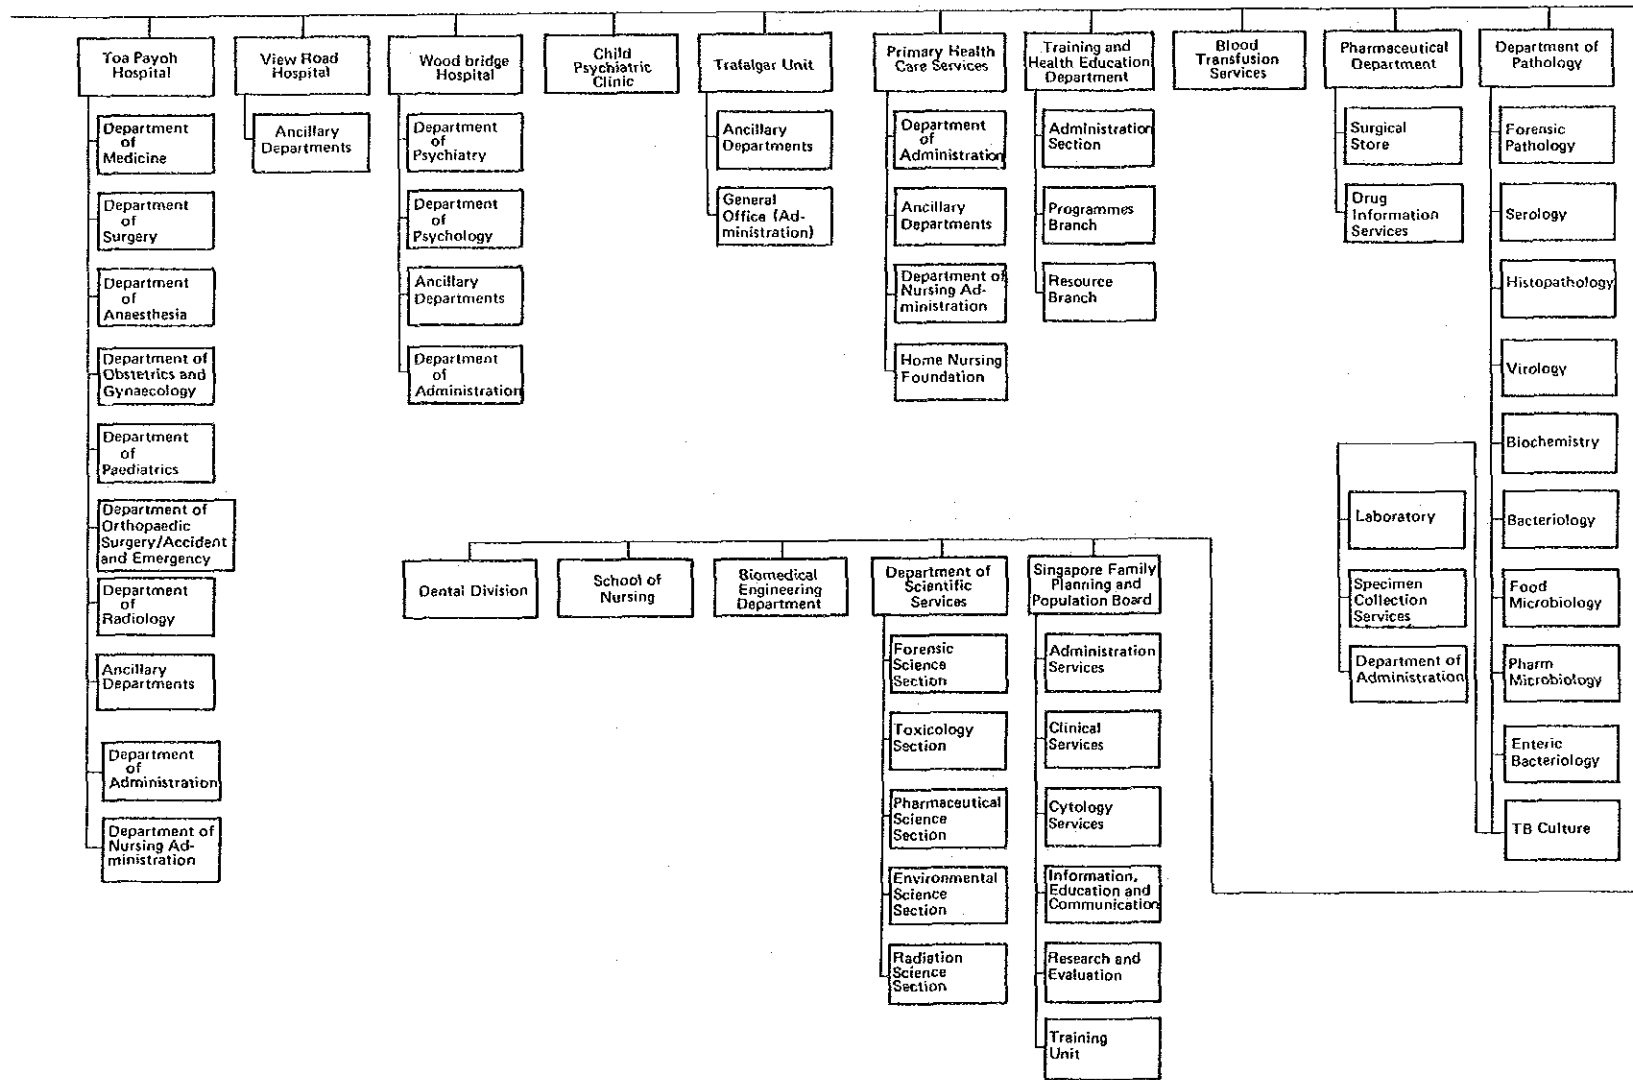 Toa Payoh
Hospital
Department
of
Medicine
Department
of
Surgery
Department
of
Anaesthesia
Department of
Obstetrics and
Gynaecology
Department
of
Paediatrics
Department of
Orthopaedic
Surgery/Accident
and Emergency
Department
of
Radiology
Ancillary
Departments
Department
of
Administration
Department of
Nursing Ad-
ministration
View Road
Hospital
Ancillary
Departments
Wood bridge
Hospital
Department
of
Psychiatry
Department
of
Psychology
Ancillary
Departments
Department
of
Administration
Child
Psychiatric
Clinic
Trafalgar Unit
Ancillary
Departments
General
Office (Ad-
ministration)
Primary Health
Care Services
Department
of
Administration
Ancillary
Departments
Department of
Nursing Ad-
ministration
Home Nursing
Foundation
Training and
Health Education
Department
Administration
Section
Programmes
Branch
Resource
Branch
Blood
Transfusion
Services
Pharmaceutical
Department
Surgical
Store
Drug
Information
Services
Department of
Pathology
Forensic
Pathology
Serology
Histopathology
Virology
Biochemistry
Bacteriology
Food
Microbiology
Pharm
Microbiology
Enteric
Bacteriology
TB Culture
Laboratory
Specimen
Collection
Services
Department of
Administration
Dental Division
School of
Nursing
Biomedical
Engineering
Department
Department of
Scientific
Services
Forensic
Science
Section
Toxicology
Section
Pharmaceutical
Science
Section
Environmental
Science
Section
Radiation
Science
Section
Singapore Family
Planning and
Population Board
Administration
Services
Clinical
Services
Cytology
Services
Information,
Education and
Communication
Research and
Evaluation
Training
Unit